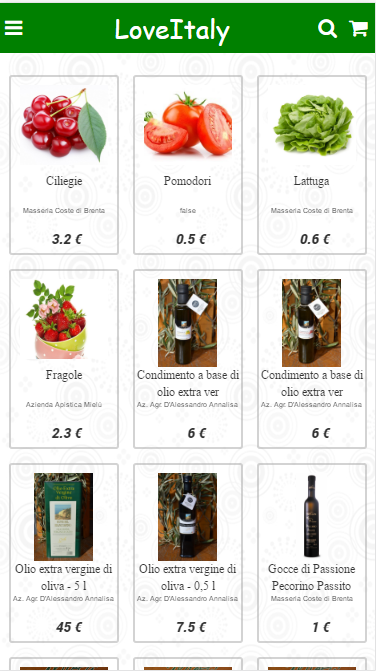 LoveItaly
Ciliegie
Masseria Coste di Brenta
3.2 €
Pomodori
false
0.5 €
Lattuga
Masseria Coste di Brenta
0.6 €
Fragole
Azienda Apistica Mielù
2.3 €
Condimento a base di
olio extra ver
Az. Agr. D'Alessandro Annalisa
6 €
Condimento a base di
olio extra ver
Az. Agr. D'Alessandro Annalisa
6 €
Olio extra vergine di
oliva - 5 l
Az. Agr. D'Alessandro Annalisa
45 €
Olio extra vergine di
oliva - 0,5 l
Az. Agr. D'Alessandro Annalisa
7.5 €
Gocce di Passione
Pecorino Passito
Masseria Coste di Brenta
1 €